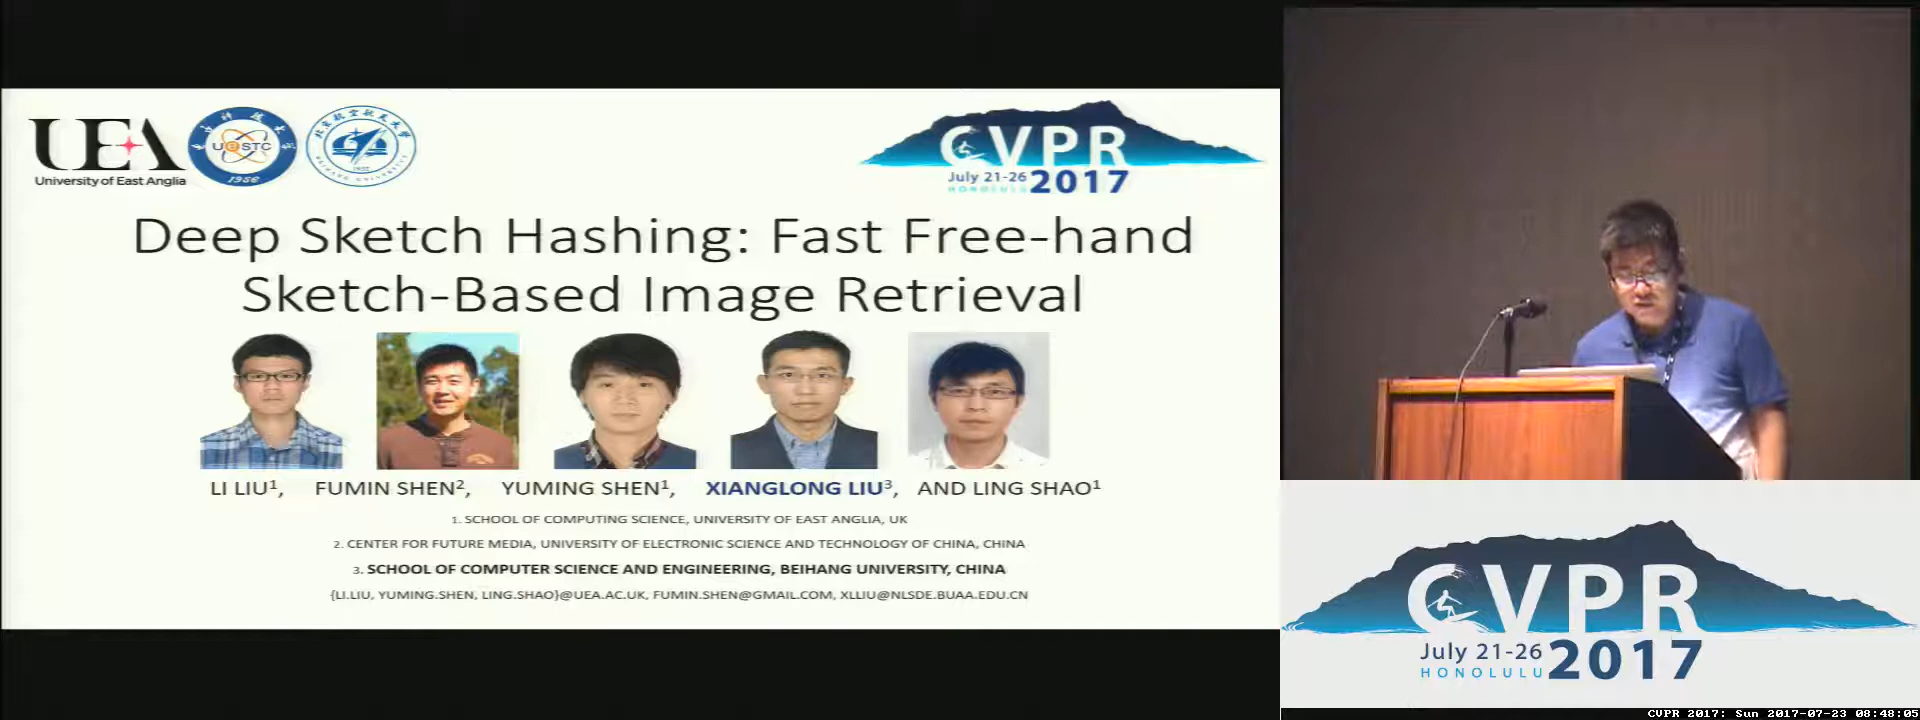 UEA
University of East Anglia
UESTC
1956
1952
CVPR
July 21-26
HONOLULU
2017
Deep Sketch Hashing: Fast Free-hand
Sketch-Based Image Retrieval
LI LIU¹, FUMIN SHEN², YUMING SHEN¹, XIANGLONG LIU³, AND LING SHAO¹
1. SCHOOL OF COMPUTING SCIENCE, UNIVERSITY OF EAST ANGLIA, UK
2. CENTER FOR FUTURE MEDIA, UNIVERSITY OF ELECTRONIC SCIENCE AND TECHNOLOGY OF CHINA, CHINA
3. SCHOOL OF COMPUTER SCIENCE AND ENGINEERING, BEIHANG UNIVERSITY, CHINA
{LI.LIU, YUMING.SHEN, LING.SHAO}@UEA.AC.UK, FUMIN.SHEN@GMAIL.COM, XLLIU@NLSDE.BUAA.EDU.CN
CVPR
July 21-26
HONOLULU
2017
CVPR 2017: Sun 2017-07-23 08:48:05